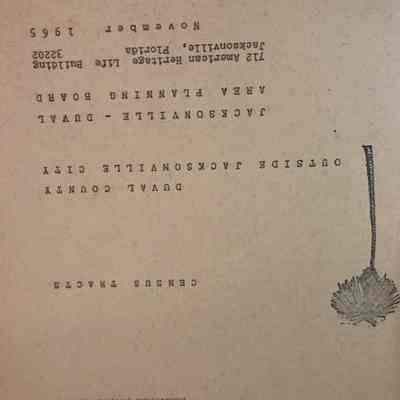 CENSUS TRACTS
DUVAL COUNTY
OUTSIDE JACKSONVILLE CITY
JACKSONVILLE - DUVAL
AREA PLANNING BOARD
712 American Heritage Life Building
Jacksonville, Florida 32202
November 1965